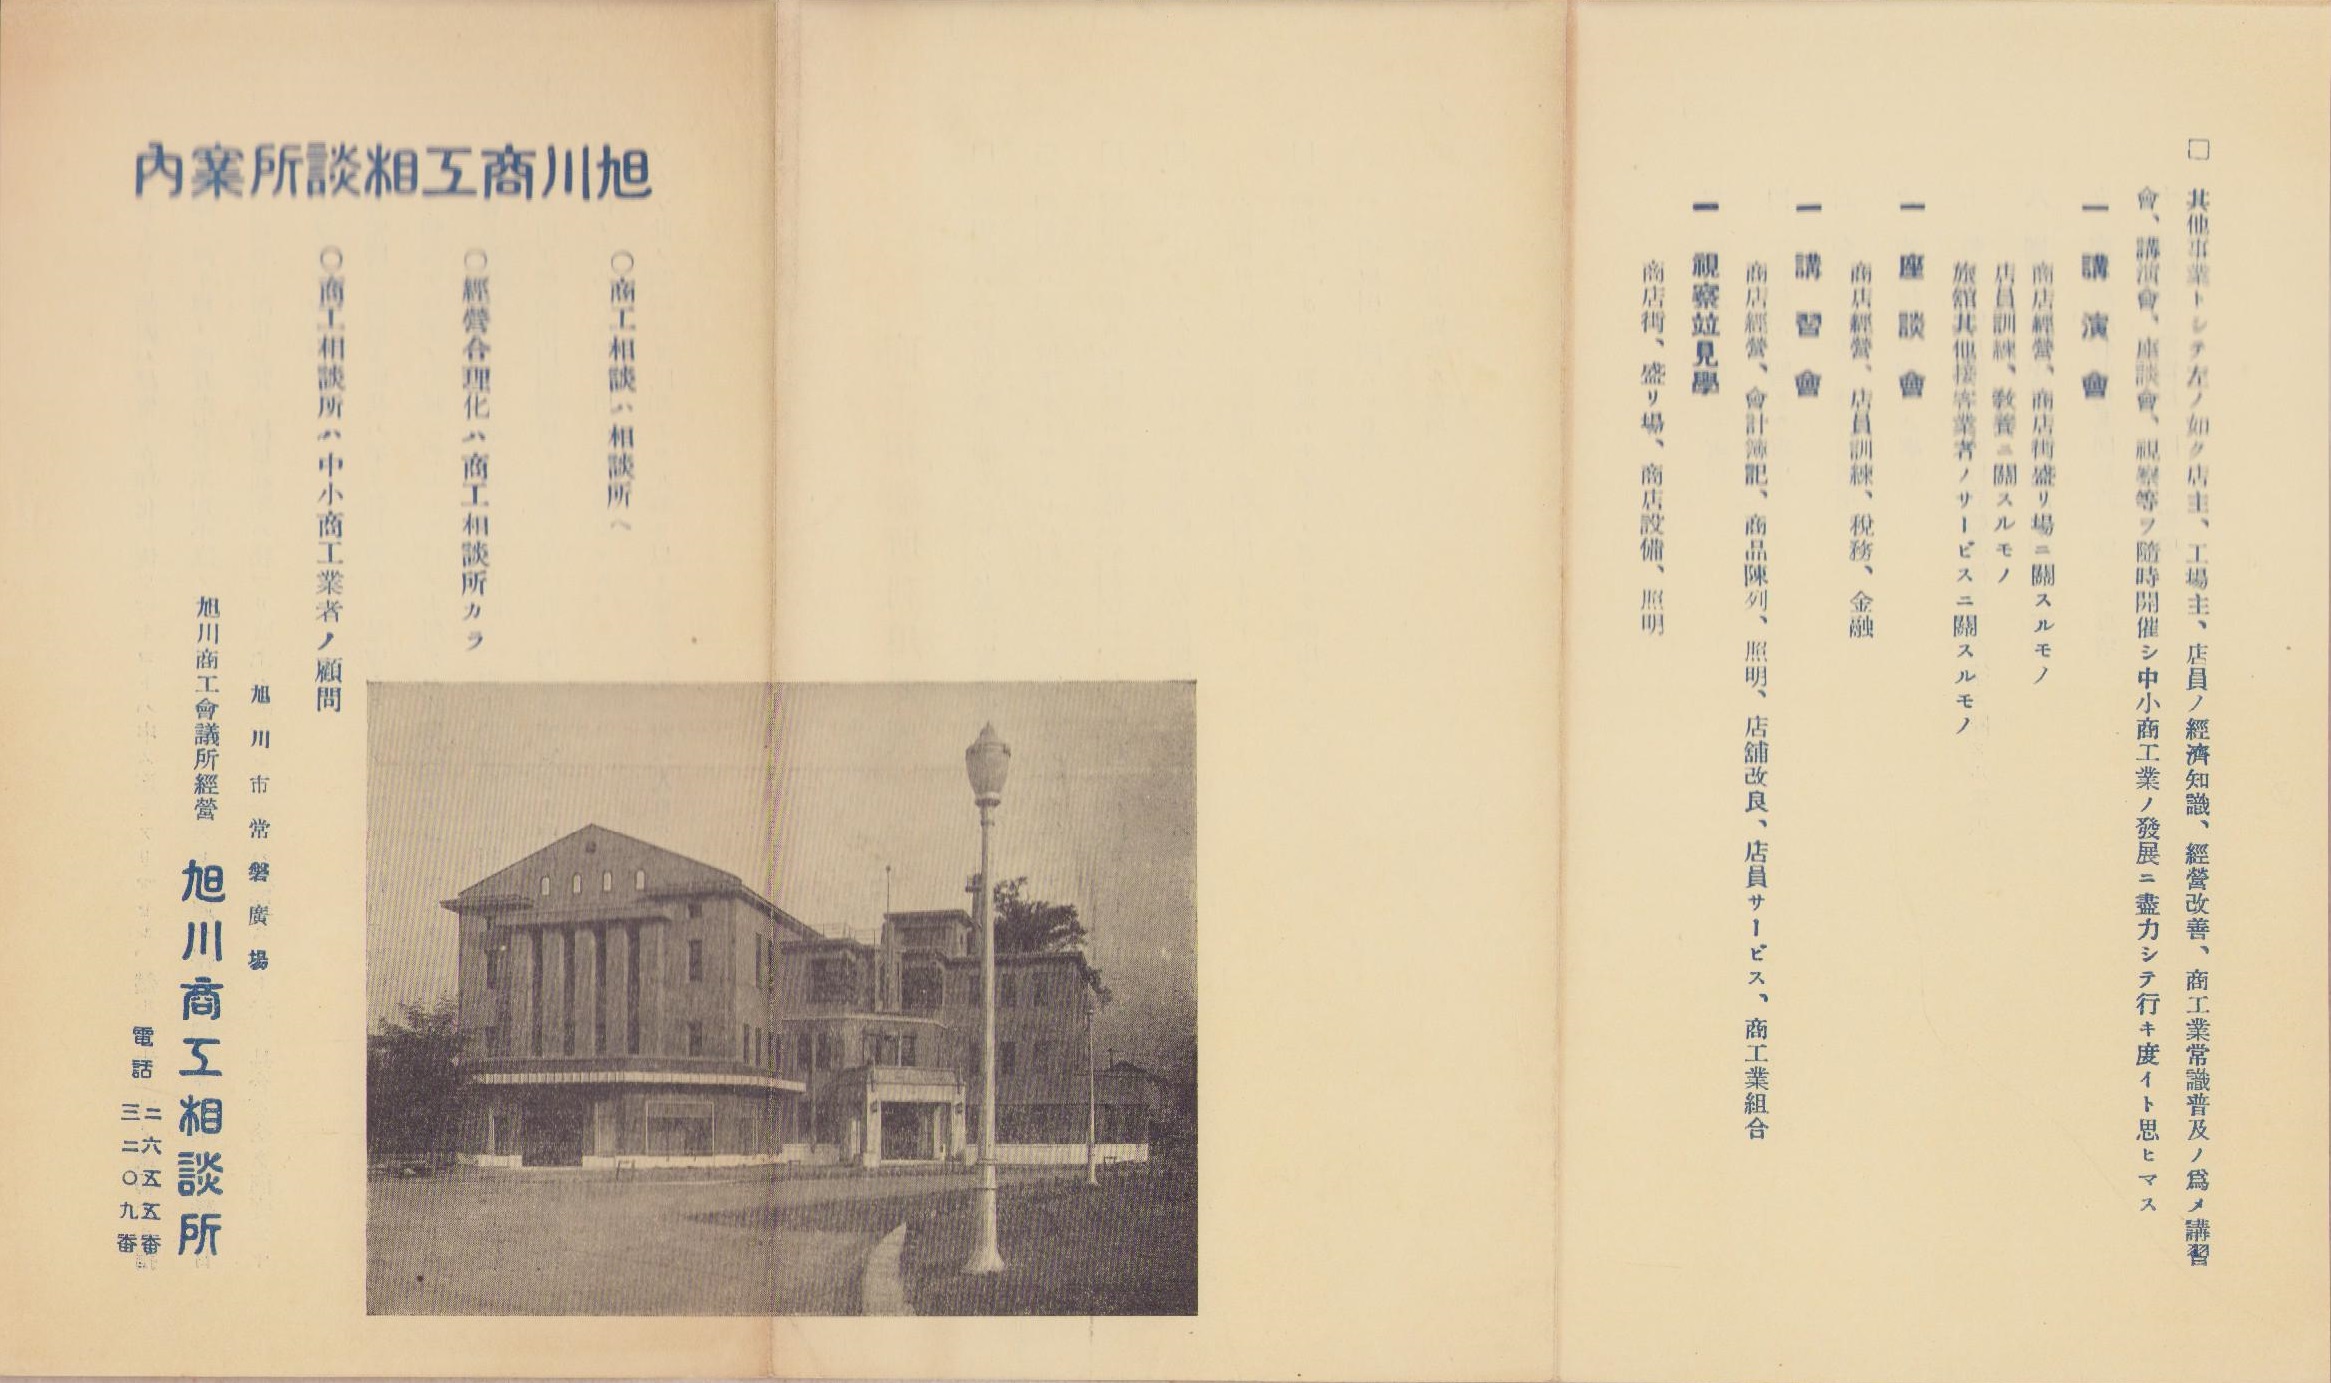 □ 其他事業トシテ左ノ如ク店主、工場主、店員ノ經濟知識、經營改善、商工業常識普及ノ爲メ講習
會、講演會、座談會、視察等ヲ隨時開催シ中小商工業ノ發展ニ盡力シテ行キ度イト思ヒマス
一 講演會
商店經營、商店街盛リ場ニ關スルモノ
店員訓練、敎養ニ關スルモノ
旅館其他接客業者ノサービスニ關スルモノ
一 座談會
商店經營、店員訓練、稅務、金融
一 講習會
商店經營、會計簿記、商品陳列、照明、店舖改良、店員サービス、商工業組合
一 視察竝見學
商店街、盛リ場、商店設備、照明
旭川商工相談所案內
○商工相談ハ相談所ヘ
○經營合理化ハ商工相談所カラ
○商工相談所ハ中小商工業者ノ顧問
旭川市常磐廣場
旭川商工會議所經營 旭川商工相談所
電話 二六五五番
三二〇九番